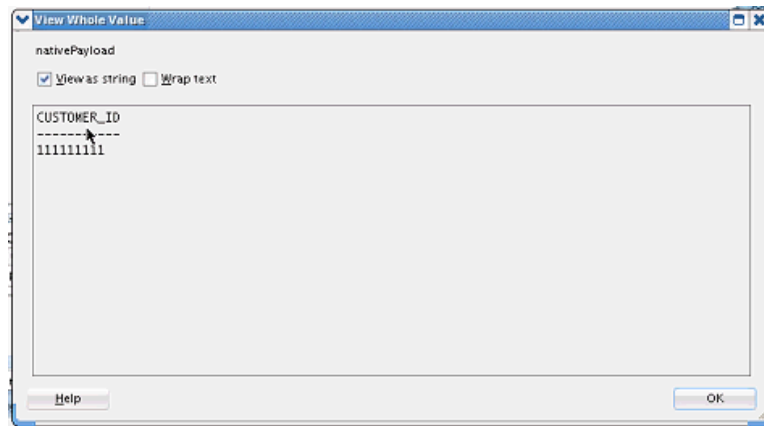 View Whole Value
nativePayload
View as string Wrap text
CUSTOMER_ID
-----------
111111111
Help OK